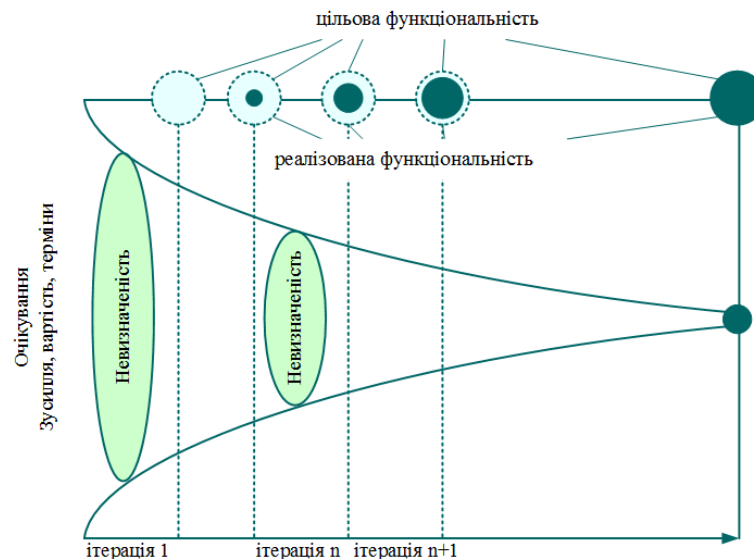 цільова функціональність
реалізована функціональність
Очікування
Зусилля, вартість, терміни
Невизначеність
Невизначеність
ітерація 1
ітерація n
ітерація n+1